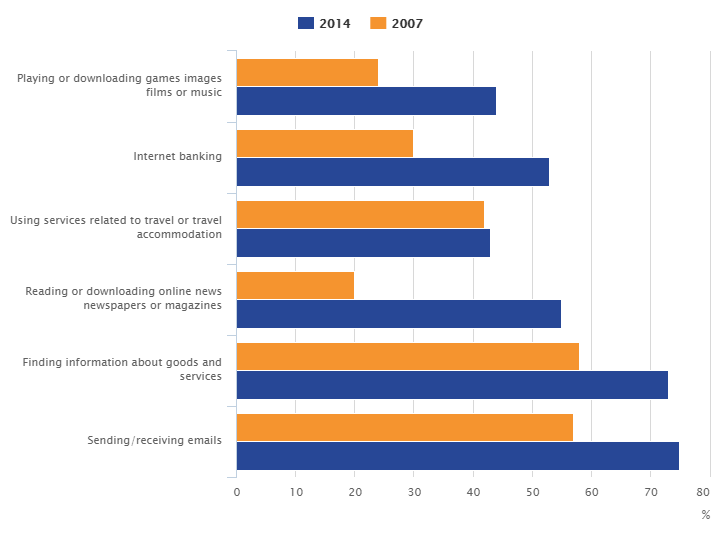 2014 2007
Playing or downloading games images
films or music
Internet banking
Using services related to travel or travel
accommodation
Reading or downloading online news
newspapers or magazines
Finding information about goods and
services
Sending/receiving emails
0 10 20 30 40 50 60 70 80
%